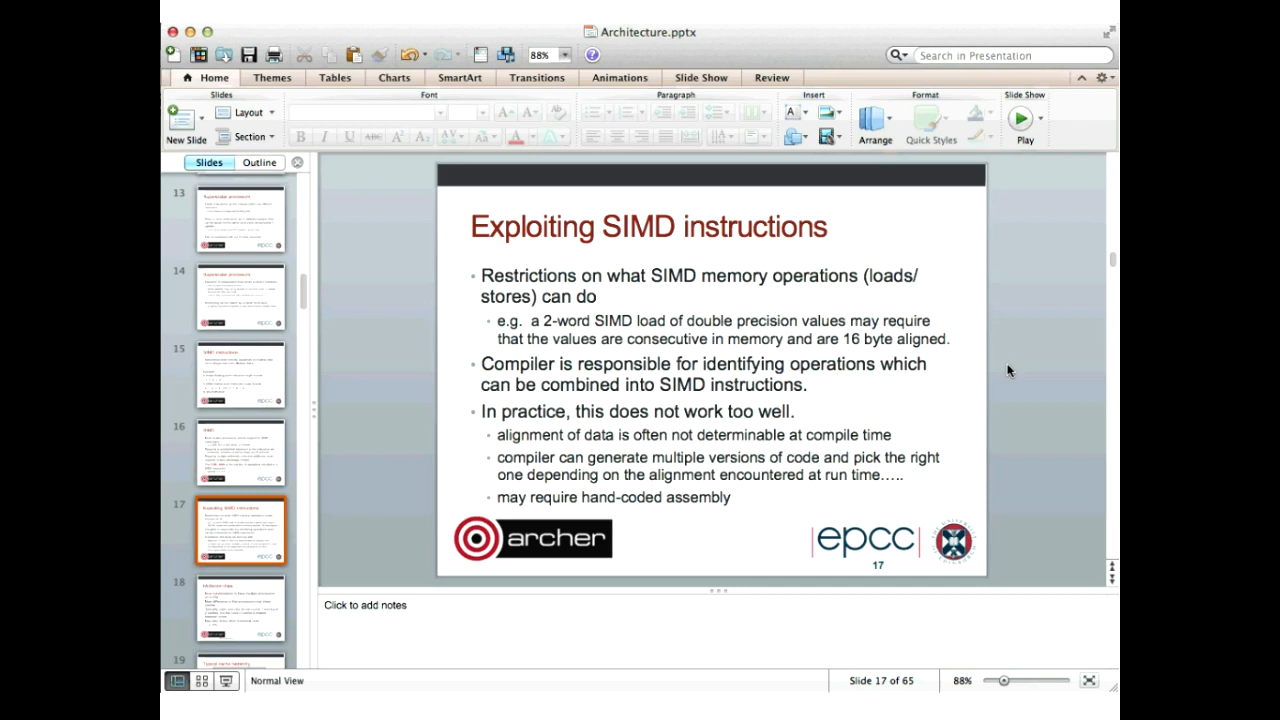 Architecture.pptx
88%
Search in Presentation
Home Themes Tables Charts SmartArt Transitions Animations Slide Show Review
Slides Font Paragraph Insert Format Slide Show
Layout
New Slide Section
Arrange Quick Styles Play
Slides Outline
Exploiting SIMD instructions
• Restrictions on what SIMD memory operations (loads/
stores) can do
• e.g. a 2-word SIMD load of double precision values may require
that the values are consecutive in memory and are 16 byte aligned.
• Compiler is responsible for identifying operations which
can be combined into SIMD instructions.
• In practice, this does not work too well.
• alignment of data is often not determinable at compile time
• compiler can generate multiple versions of code and pick the right
one depending on the alignment encountered at run time…..
• may require hand-coded assembly
archer
epcc
17
13
14
15
SIMD instructions
16
SIMD
17
Exploiting SIMD instructions
18
19
Click to add notes
Normal View
Slide 17 of 65
88%